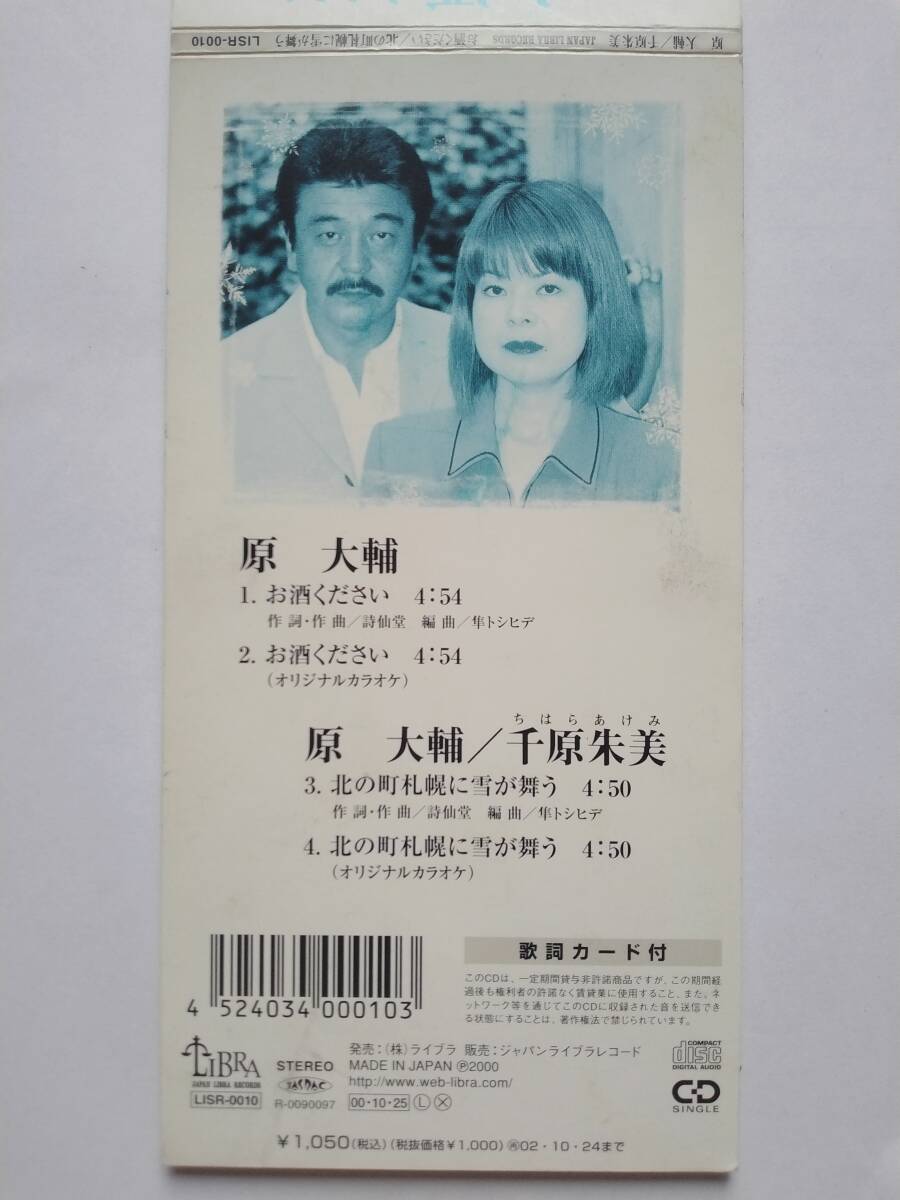 原　大輔／千原朱美　JAPAN LIBRA RECORDS　お酒ください／北の町札幌に雪が舞う　LISR-0010
原　大輔
1. お酒ください　4：54
作 詞・作 曲／詩仙堂　編 曲／隼トシヒデ
2. お酒ください　4：54
(オリジナルカラオケ)
ちはらあけみ
原　大輔／千原朱美
3. 北の町札幌に雪が舞う　4：50
作 詞・作 曲／詩仙堂　編 曲／隼トシヒデ
4. 北の町札幌に雪が舞う　4：50
(オリジナルカラオケ)
4 524034 000103
歌詞カード付
このCDは、一定期間貸与非許諾商品ですが、この期間経
過後も権利者の許諾なく賃貸業に使用すること、また、ネ
ットワーク等を通じてこのCDに収録された音を送信でき
る状態にすることは、著作権法で禁じられています。
LIBRA
JAPAN LIBRA RECORDS
LISR-0010
STEREO
JASRAC
R-0090097
発売：(株)ライブラ 販売：ジャパンライブラレコード
MADE IN JAPAN Ⓟ2000
http://www.web-libra.com/
00・10・25 Ⓛ Ⓧ
COMPACT
disc
DIGITAL AUDIO
CD
SINGLE
￥1,050(税込)(税抜価格￥1,000) ㊐02・10・24まで